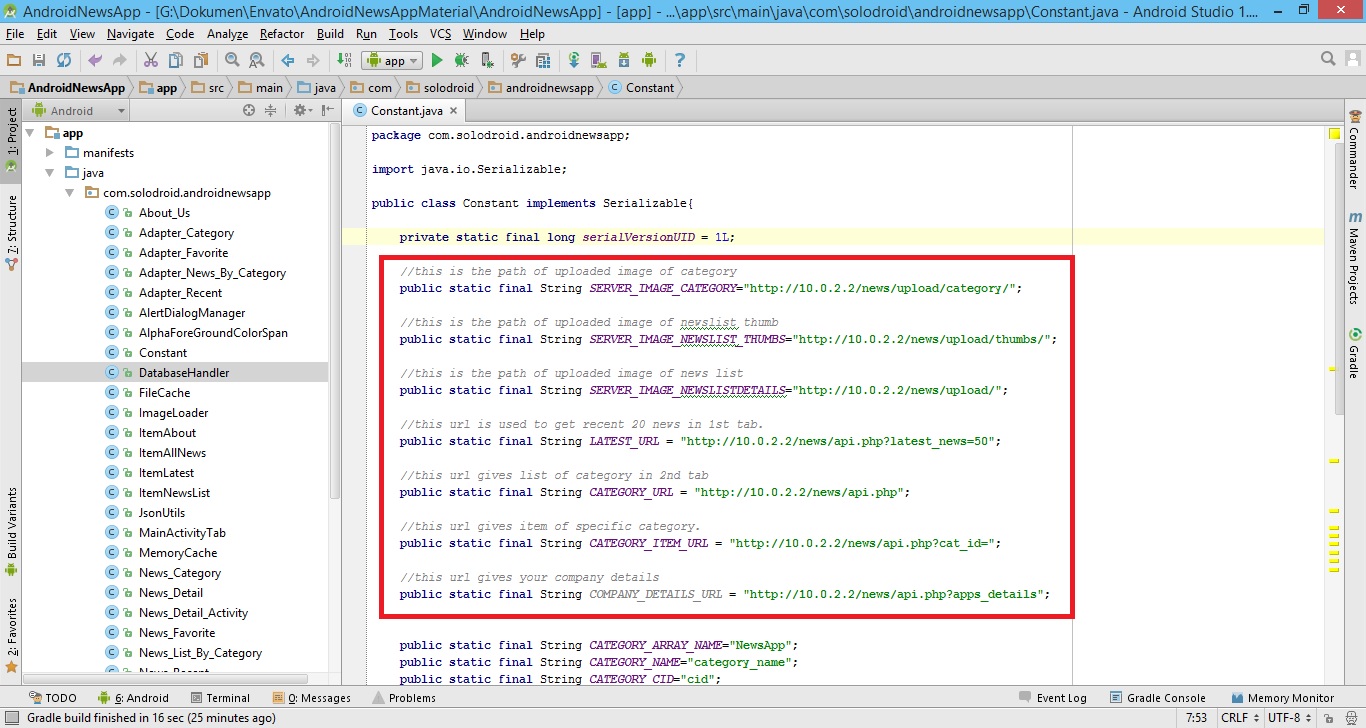 AndroidNewsApp - [G:\Dokumen\Envato\AndroidNewsAppMaterial\AndroidNewsApp] - [app] - ...\app\src\main\java\com\solodroid\androidnewsapp\Constant.java - Android Studio 1....
File Edit View Navigate Code Analyze Refactor Build Run Tools VCS Window Help
app
AndroidNewsApp app src main java com solodroid androidnewsapp Constant
1: Project
7: Structure
Build Variants
2: Favorites
Android
app
manifests
java
com.solodroid.androidnewsapp
About_Us
Adapter_Category
Adapter_Favorite
Adapter_News_By_Category
Adapter_Recent
AlertDialogManager
AlphaForeGroundColorSpan
Constant
DatabaseHandler
FileCache
ImageLoader
ItemAbout
ItemAllNews
ItemLatest
ItemNewsList
JsonUtils
MainActivityTab
MemoryCache
News_Category
News_Detail
News_Detail_Activity
News_Favorite
News_List_By_Category
Constant.java
package com.solodroid.androidnewsapp;
import java.io.Serializable;
public class Constant implements Serializable{
private static final long serialVersionUID = 1L;
//this is the path of uploaded image of category
public static final String SERVER_IMAGE_CATEGORY="http://10.0.2.2/news/upload/category/";
//this is the path of uploaded image of newslist thumb
public static final String SERVER_IMAGE_NEWSLIST_THUMBS="http://10.0.2.2/news/upload/thumbs/";
//this is the path of uploaded image of news list
public static final String SERVER_IMAGE_NEWSLISTDETAILS="http://10.0.2.2/news/upload/";
//this url is used to get recent 20 news in 1st tab.
public static final String LATEST_URL = "http://10.0.2.2/news/api.php?latest_news=50";
//this url gives list of category in 2nd tab
public static final String CATEGORY_URL = "http://10.0.2.2/news/api.php";
//this url gives item of specific category.
public static final String CATEGORY_ITEM_URL = "http://10.0.2.2/news/api.php?cat_id=";
//this url gives your company details
public static final String COMPANY_DETAILS_URL = "http://10.0.2.2/news/api.php?apps_details";
public static final String CATEGORY_ARRAY_NAME="NewsApp";
public static final String CATEGORY_NAME="category_name";
public static final String CATEGORY_CID="cid";
Commander
Maven Projects
Gradle
TODO 6: Android Terminal 0: Messages Problems Event Log Gradle Console Memory Monitor
Gradle build finished in 16 sec (25 minutes ago) 7:53 CRLF UTF-8